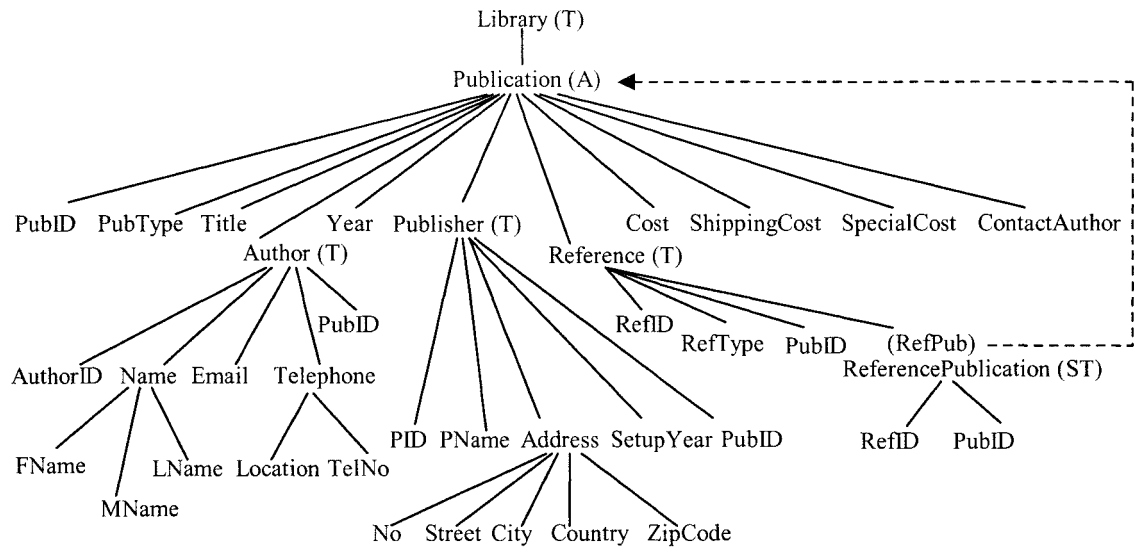 Library (T)
Publication (A)
PubID PubType Title Year Publisher (T) Cost ShippingCost SpecialCost ContactAuthor
Author (T) Reference (T)
PubID RefID
RefType PubID (RefPub)
AuthorID Name Email Telephone ReferencePublication (ST)
PID PName Address SetupYear PubID RefID PubID
FName LName Location TelNo
MName
No Street City Country ZipCode